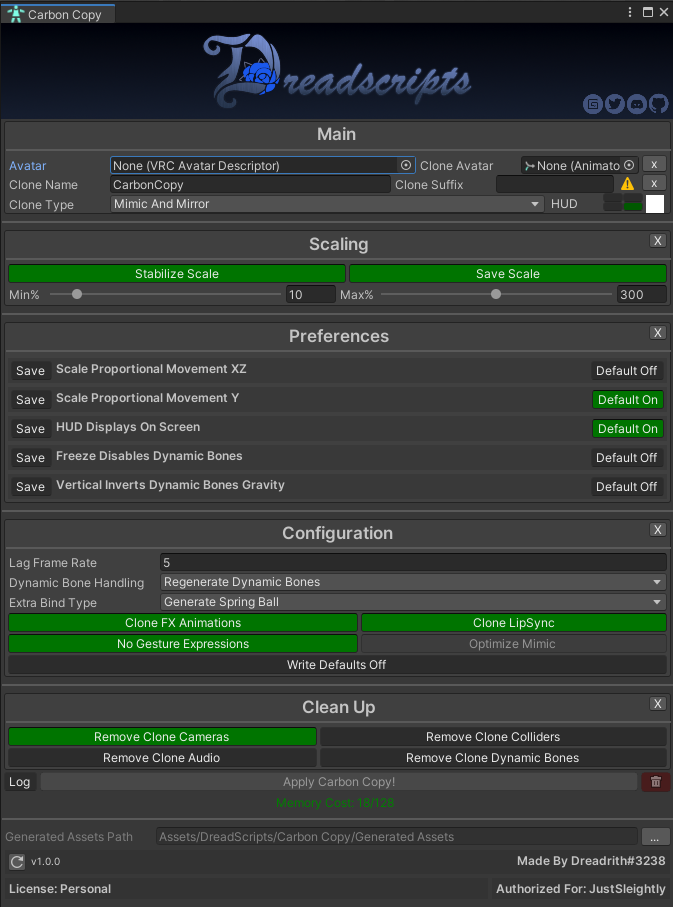 Carbon Copy
Dreadscripts
Main
Avatar None (VRC Avatar Descriptor) Clone Avatar None (Animato x
Clone Name CarbonCopy Clone Suffix x
Clone Type Mimic And Mirror HUD
Scaling X
Stabilize Scale Save Scale
Min% 10 Max% 300
Preferences X
Save Scale Proportional Movement XZ Default Off
Save Scale Proportional Movement Y Default On
Save HUD Displays On Screen Default On
Save Freeze Disables Dynamic Bones Default Off
Save Vertical Inverts Dynamic Bones Gravity Default Off
Configuration X
Lag Frame Rate 5
Dynamic Bone Handling Regenerate Dynamic Bones
Extra Bind Type Generate Spring Ball
Clone FX Animations Clone LipSync
No Gesture Expressions Optimize Mimic
Write Defaults Off
Clean Up X
Remove Clone Cameras Remove Clone Colliders
Remove Clone Audio Remove Clone Dynamic Bones
Log Apply Carbon Copy!
Memory Cost: 18/128
Generated Assets Path Assets/DreadScripts/Carbon Copy/Generated Assets ...
v1.0.0 Made By Dreadrith#3238
License: Personal Authorized For: JustSleightly